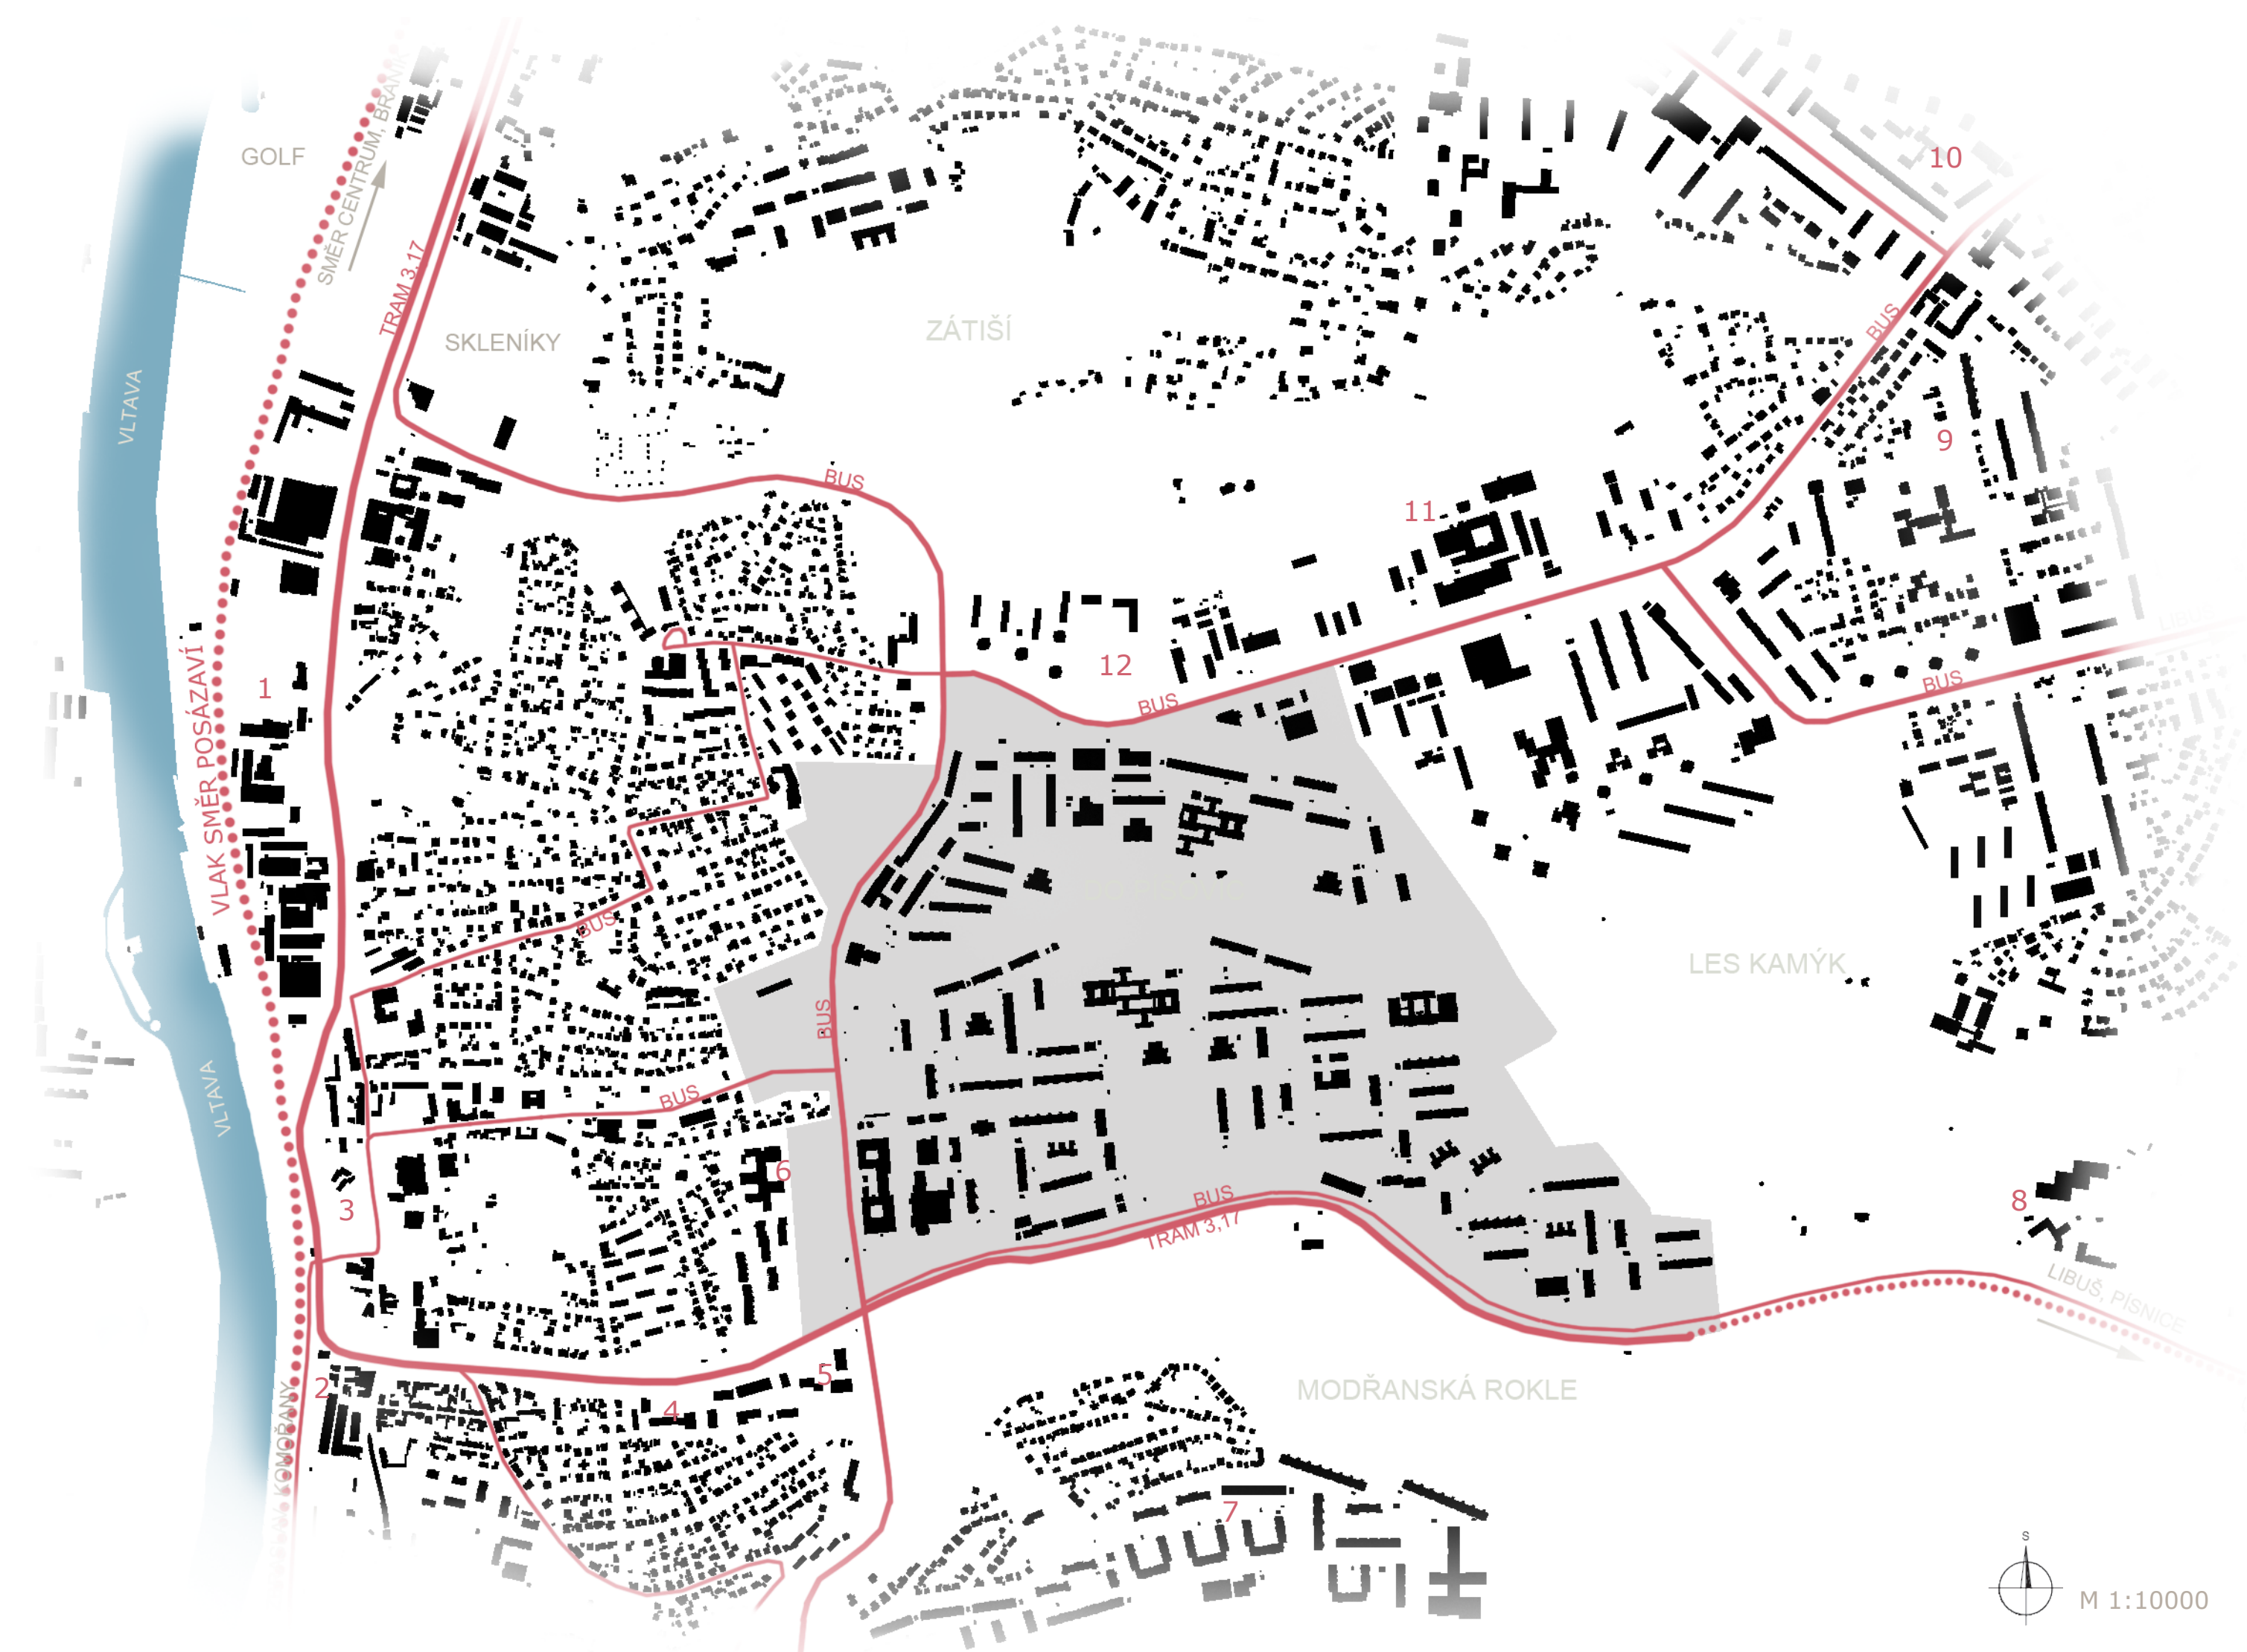 SMĚR CENTRUM, BRANÍK
GOLF
10
TRAM 3,17
SKLENÍKY
ZÁTIŠÍ
BUS
VLTAVA
9
BUS
11
VLAK SMĚR POSÁZAVÍ
1
12
BUS
BUS
BUS
LES KAMÝK
BUS
VLTAVA
BUS
6
3
BUS
TRAM 3,17
8
LIBUŠ, PÍSNICE
2
5
4
MODŘANSKÁ ROKLE
KOMOŘANY
7
S
M 1:10000